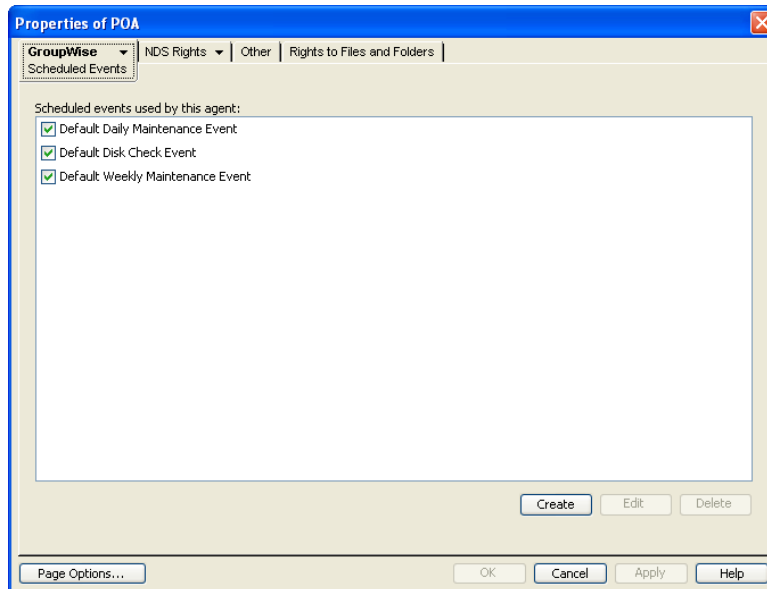 Properties of POA
GroupWise NDS Rights Other Rights to Files and Folders
Scheduled Events
Scheduled events used by this agent:
Default Daily Maintenance Event
Default Disk Check Event
Default Weekly Maintenance Event
Create Edit Delete
Page Options... OK Cancel Apply Help